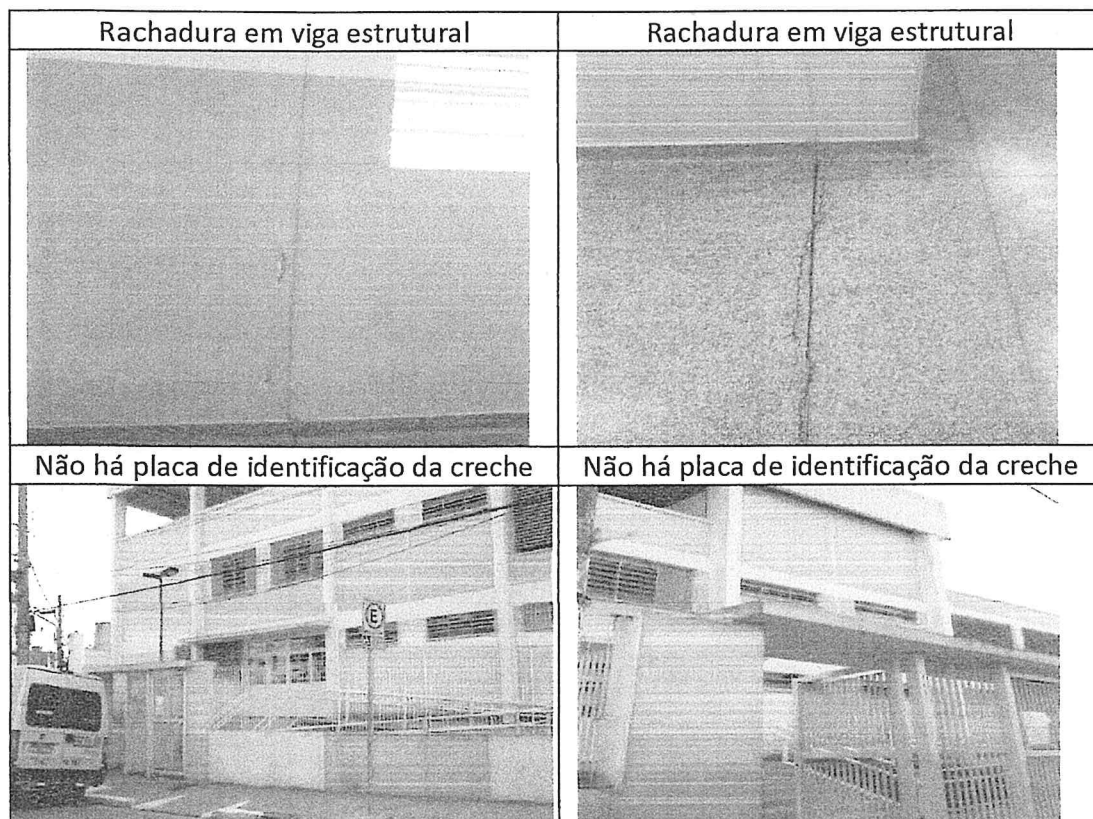 Rachadura em viga estrutural
Rachadura em viga estrutural
Não há placa de identificação da creche
Não há placa de identificação da creche
E